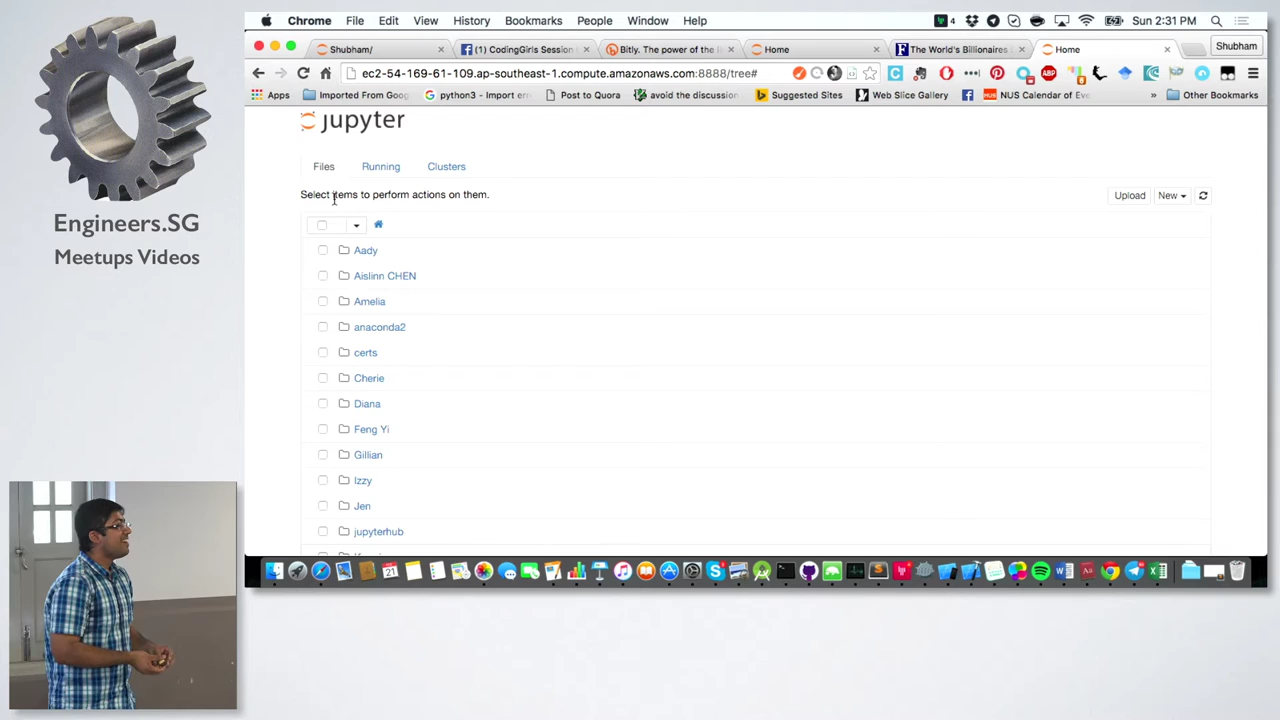 Chrome File Edit View History Bookmarks People Window Help 4 Sun 2:31 PM
Shubham/ (1) CodingGirls Session Bitly. The power of the Home The World's Billionaires Home Shubham
ec2-54-169-61-109.ap-southeast-1.compute.amazonaws.com:8888/tree#
Apps Imported From Goog python3 - Import en Post to Quora avoid the discussion Suggested Sites Web Slice Gallery NUS Calendar of Eve » Other Bookmarks
jupyter
Files Running Clusters
Select items to perform actions on them. Upload New
Aady
Aislinn CHEN
Amelia
anaconda2
certs
Cherie
Diana
Feng Yi
Gillian
Izzy
Jen
jupyterhub
Engineers.SG
Meetups Videos